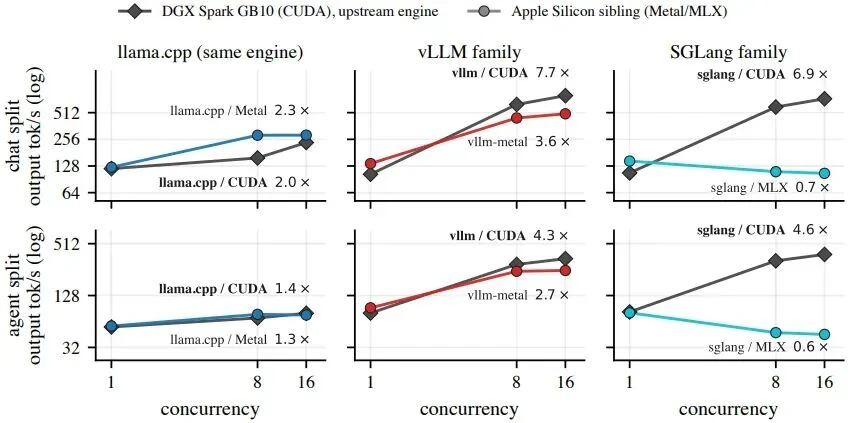 DGX Spark GB10 (CUDA), upstream engine
Apple Silicon sibling (Metal/MLX)
llama.cpp (same engine)
vLLM family
SGLang family
chat split
output tok/s (log)
512
256
128
64
llama.cpp / Metal 2.3 ×
llama.cpp / CUDA 2.0 ×
vllm / CUDA 7.7 ×
vllm-metal 3.6 ×
sglang / CUDA 6.9 ×
sglang / MLX 0.7 ×
agent split
output tok/s (log)
512
128
32
llama.cpp / CUDA 1.4 ×
llama.cpp / Metal 1.3 ×
1 8 16
concurrency
vllm / CUDA 4.3 ×
vllm-metal 2.7 ×
1 8 16
concurrency
sglang / CUDA 4.6 ×
sglang / MLX 0.6 ×
1 8 16
concurrency